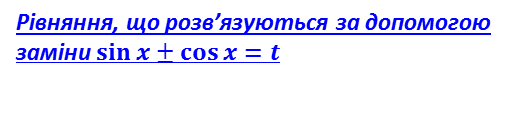 Рівняння, що розв’язуються за допомогою
заміни sin x ± cos x = t